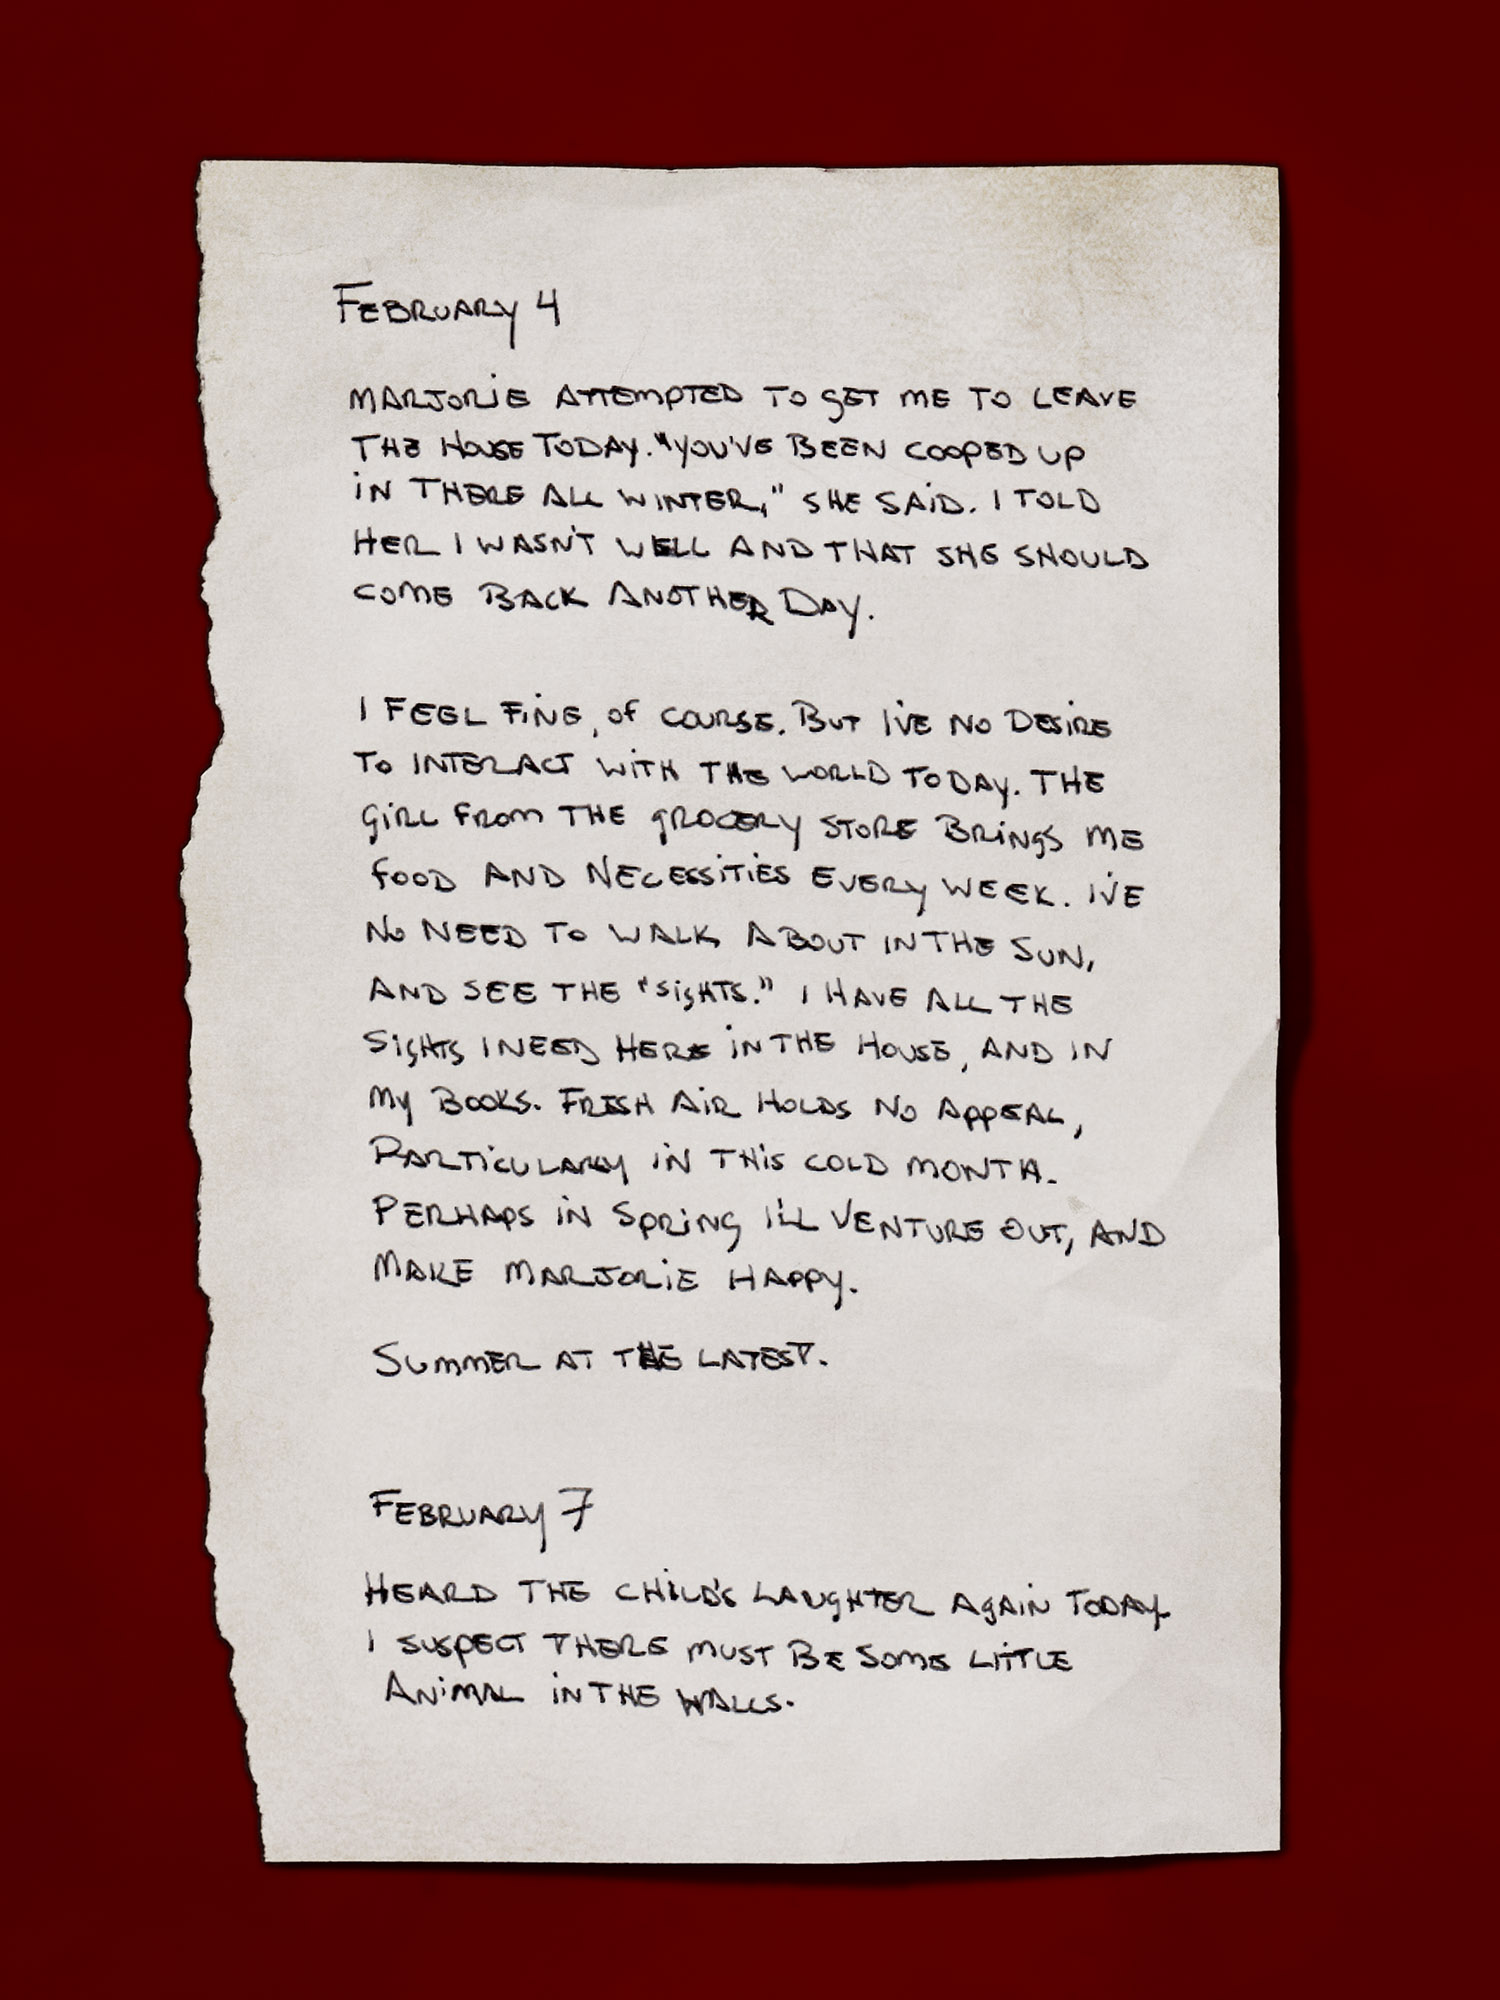 FEBRUARY 4
MARJORIE ATTEMPTED TO GET ME TO LEAVE
THE HOUSE TODAY. "YOU'VE BEEN COOPED UP
IN THERE ALL WINTER," SHE SAID. I TOLD
HER I WASN'T WELL AND THAT SHE SHOULD
COME BACK ANOTHER DAY.
I FEEL FINE, OF COURSE. BUT I'VE NO DESIRE
TO INTERACT WITH THE WORLD TODAY. THE
GIRL FROM THE GROCERY STORE BRINGS ME
FOOD AND NECESSITIES EVERY WEEK. I'VE
NO NEED TO WALK ABOUT IN THE SUN,
AND SEE THE "SIGHTS." I HAVE ALL THE
SIGHTS I NEED HERE IN THE HOUSE, AND IN
MY BOOKS. FRESH AIR HOLDS NO APPEAL,
PARTICULARLY IN THIS COLD MONTH.
PERHAPS IN SPRING I'LL VENTURE OUT, AND
MAKE MARJORIE HAPPY.
SUMMER AT THE LATEST.
FEBRUARY 7
HEARD THE CHILD'S LAUGHTER AGAIN TODAY.
I SUSPECT THERE MUST BE SOME LITTLE
ANIMAL IN THE WALLS.